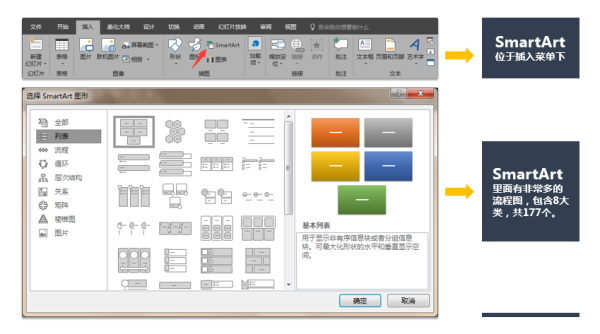 文件 开始 插入 美化大师 设计 切换 动画 幻灯片放映 审阅 视图 告诉我你想要做什么
新建 表格 图片 联机图片 屏幕截图 形状 SmartArt 加载 缩放定 链接 动作 批注 文本框 页眉和页脚 艺术字
幻灯片 相册 图表 项 位
幻灯片 表格 图像 插图 链接 批注 文本
SmartArt
位于插入菜单下
选择 SmartArt 图形
全部
列表
流程
循环
层次结构
关系
矩阵
棱锥图
图片
基本列表
用于显示非有序信息块或者分组信息
块。可最大化形状的水平和垂直显示空
间。
确定 取消
SmartArt
里面有非常多的
流程图，包含8大
类，共177个。